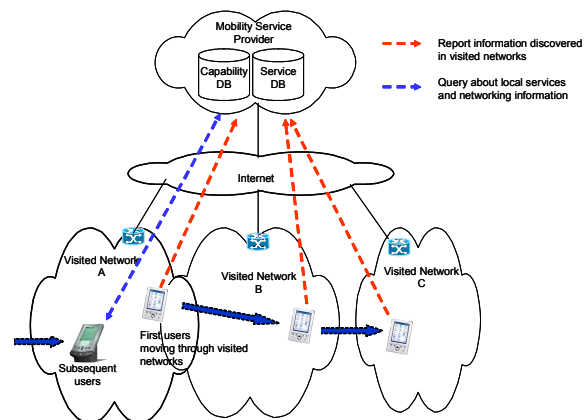 Mobility Service
Provider
Capability
DB
Service
DB
Report information discovered
in visited networks
Query about local services
and networking information
Internet
Visited Network
A
Visited Network
B
Visited Network
C
First users
moving through visited
networks
Subsequent
users